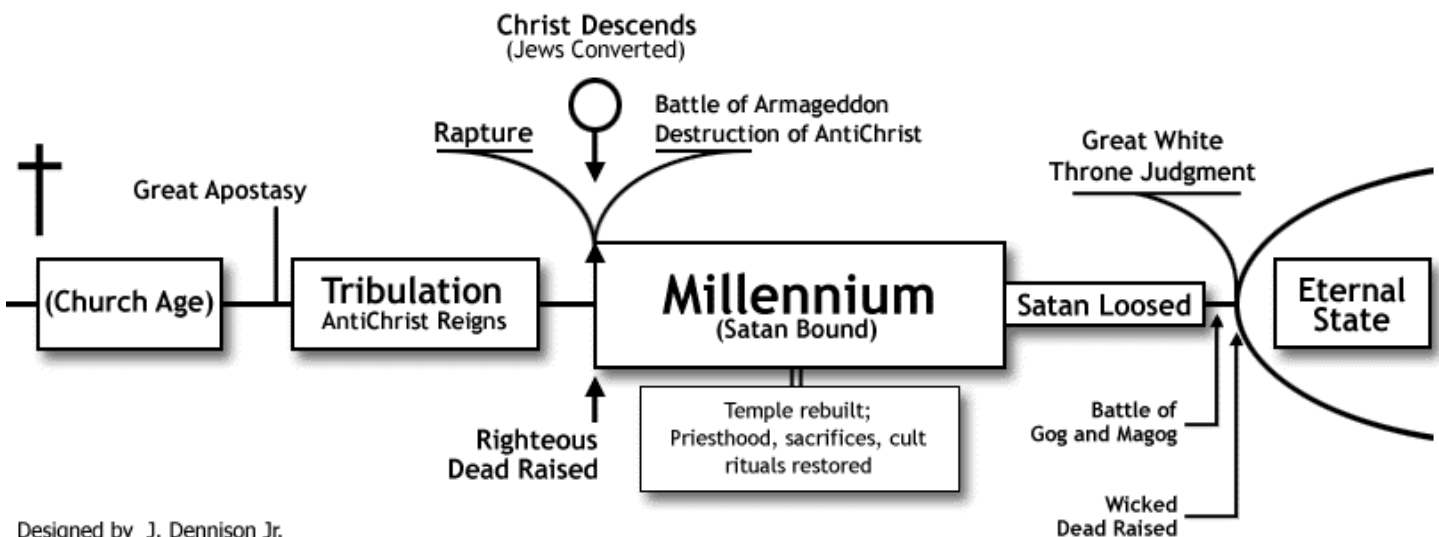 Christ Descends
(Jews Converted)
Rapture
Battle of Armageddon
Destruction of AntiChrist
Great White
Throne Judgment
Great Apostasy
(Church Age)
Tribulation
AntiChrist Reigns
Millennium
(Satan Bound)
Satan Loosed
Eternal
State
Righteous
Dead Raised
Temple rebuilt;
Priesthood, sacrifices, cult
rituals restored
Battle of
Gog and Magog
Wicked
Dead Raised
Designed by J. Dennison Jr.